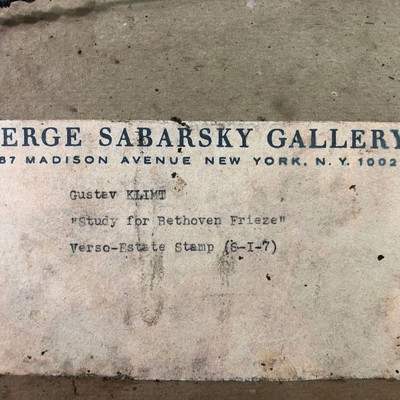 ERGE SABARSKY GALLERY
87 MADISON AVENUE NEW YORK, N. Y. 1002
Gustav KLIMT
"Study for Bethoven Frieze"
Verso-Estate Stamp (S-I-7)